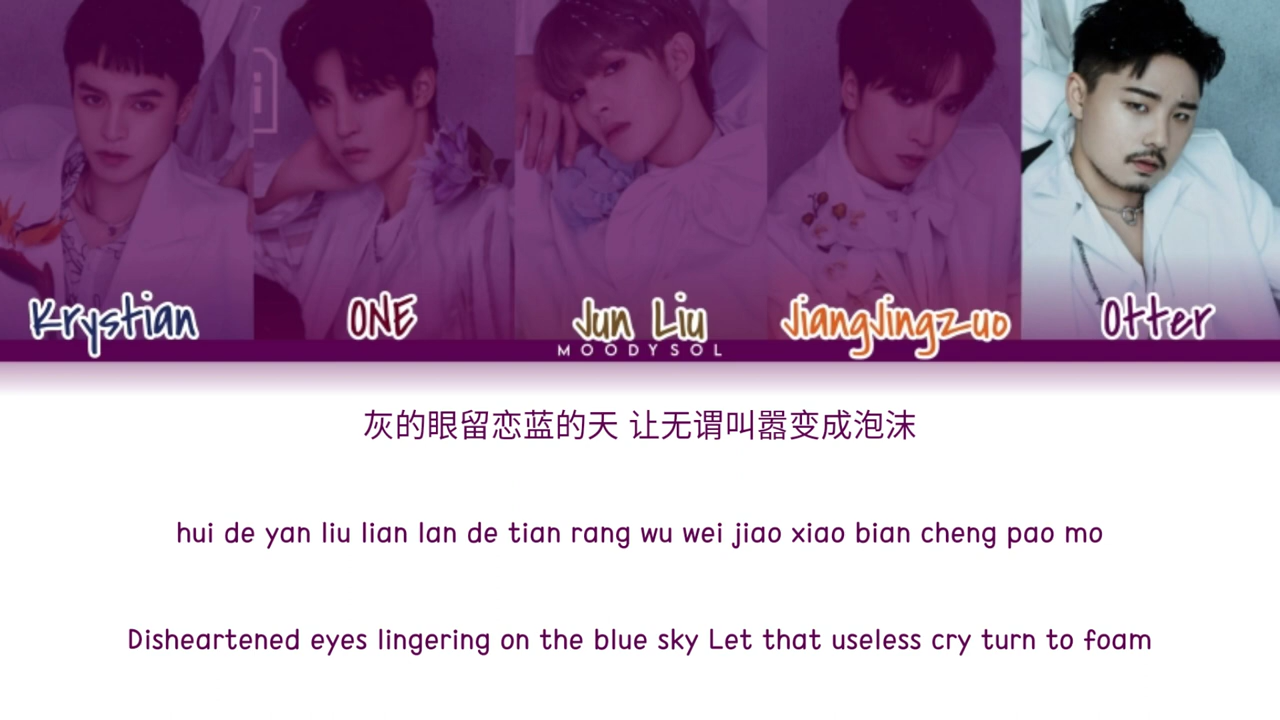 Krystian
ONE
Jun Liu
JiangJingzuo
Otter
MOODYSOL
灰的眼留恋蓝的天 让无谓叫嚣变成泡沫
hui de yan liu lian lan de tian rang wu wei jiao xiao bian cheng pao mo
Disheartened eyes lingering on the blue sky Let that useless cry turn to foam